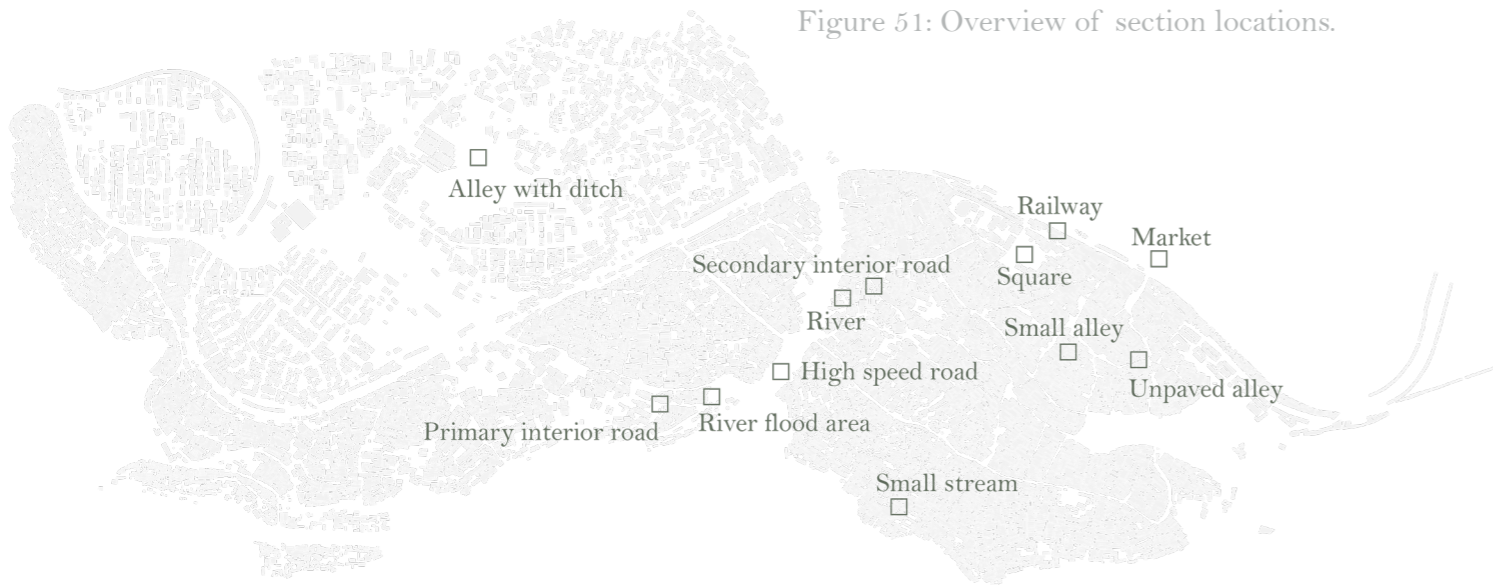 Figure 51: Overview of section locations.
Alley with ditch
Railway
Market
Secondary interior road
Square
River
Small alley
High speed road
Unpaved alley
River flood area
Primary interior road
Small stream